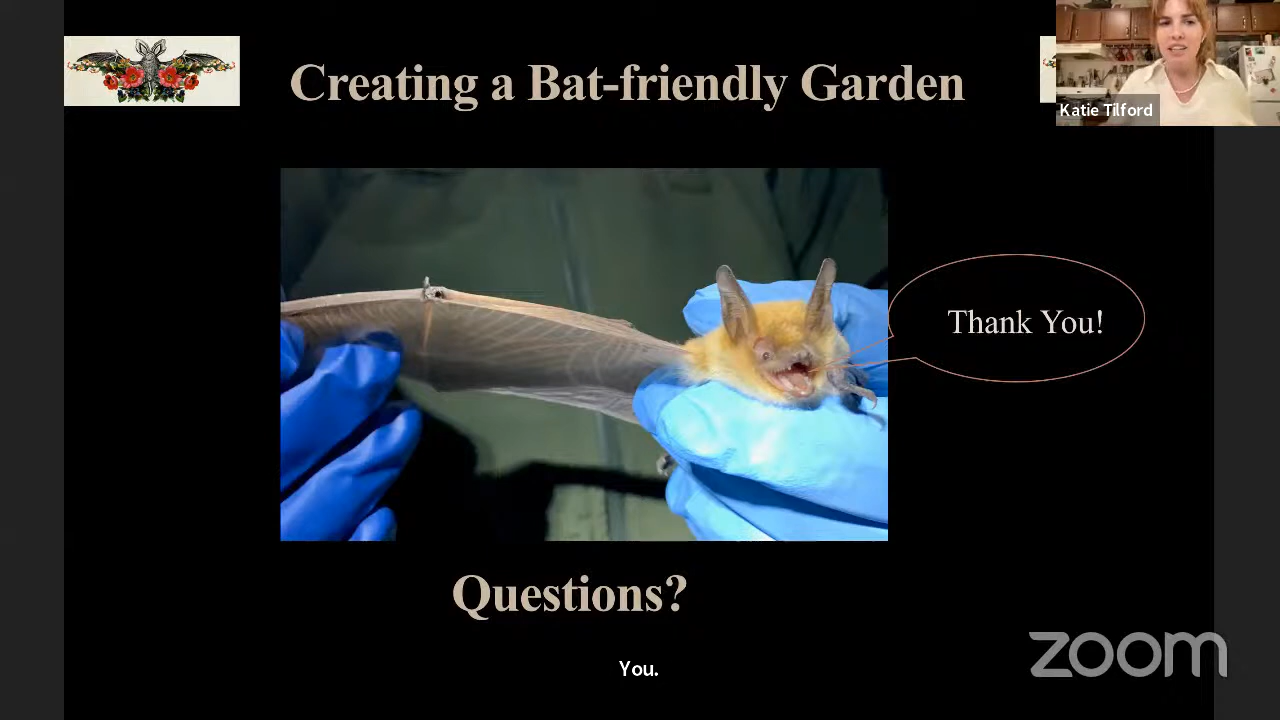 Creating a Bat-friendly Garden
Katie Tilford
Thank You!
Questions?
You.
zoom